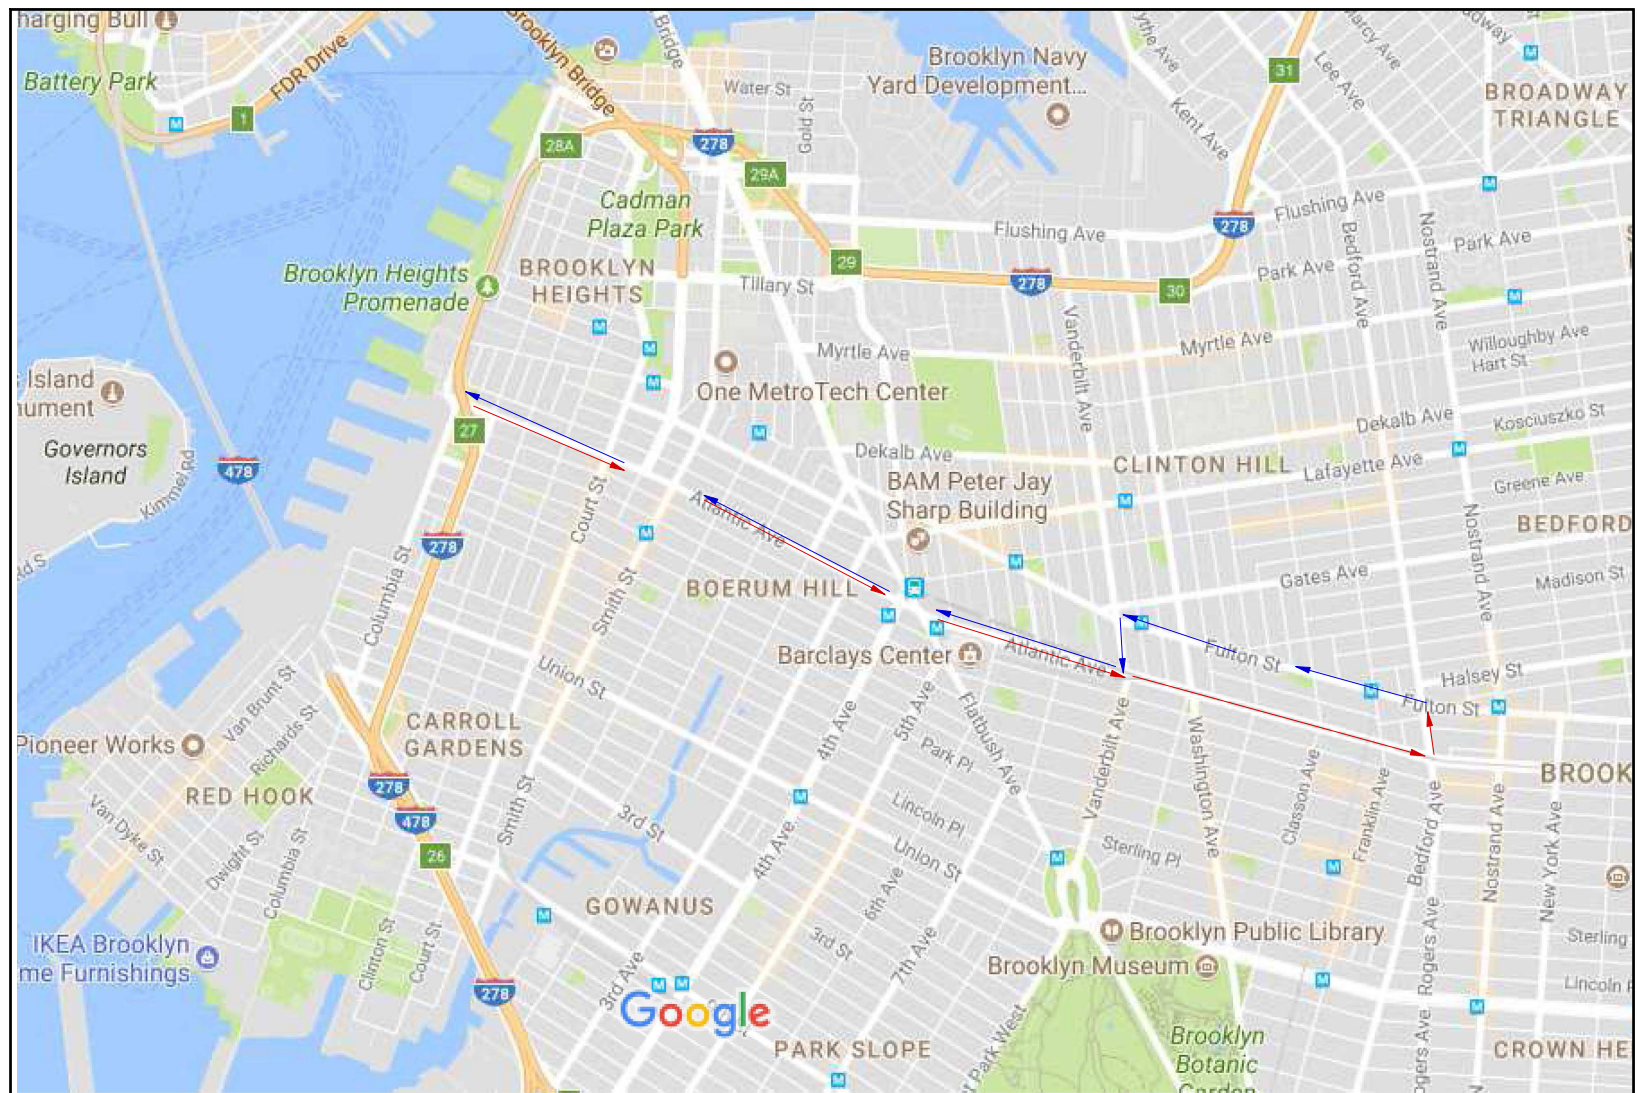 harging Bull
Battery Park
FDR Drive
1
Brooklyn Bridge
Bridge
28A
278
29A
Water St
Gold St
Brooklyn Navy
Yard Development...
Kent Ave
Lee Ave
31
BROADWAY
TRIANGLE
Cadman
Plaza Park
Brooklyn Heights
Promenade
BROOKLYN
HEIGHTS
Tillary St
29
278
30
278
Flushing Ave
Flushing Ave
Park Ave
Park Ave
Bedford Ave
Nostrand Ave
Vanderbilt Ave
Myrtle Ave
Myrtle Ave
Willoughby Ave
Hart St
One MetroTech Center
Dekalb Ave
Dekalb Ave
Kosciuszko St
Lafayette Ave
Greene Ave
CLINTON HILL
BEDFORD
BAM Peter Jay
Sharp Building
s Island
nument
Governors
Island
Kimmel Rd
Rd S
478
27
278
Court St
Atlantic Ave
Columbia St
Smith St
BOERUM HILL
Nostrand Ave
Gates Ave
Madison St
Barclays Center
Atlantic Ave
Fulton St
Halsey St
Fulton St
Union St
Van Brunt St
Richards St
Pioneer Works
CARROLL
GARDENS
RED HOOK
Van Dyke St
Dwight St
Columbia St
278
478
26
Smith St
3rd St
4th Ave
5th Ave
Flatbush Ave
Park Pl
Lincoln Pl
Union St
Vanderbilt Ave
Washington Ave
Sterling Pl
Classon Ave
Franklin Ave
Bedford Ave
Nostrand Ave
New York Ave
BROOK
4th Ave
6th Ave
GOWANUS
3rd St
7th Ave
3rd Ave
Clinton St
Court St
IKEA Brooklyn
me Furnishings
278
Google
PARK SLOPE
Brooklyn Public Library
Brooklyn Museum
Brooklyn
Botanic
Garden
t Park West
Rogers Ave
ogers Ave
Sterling
Lincoln
CROWN HE